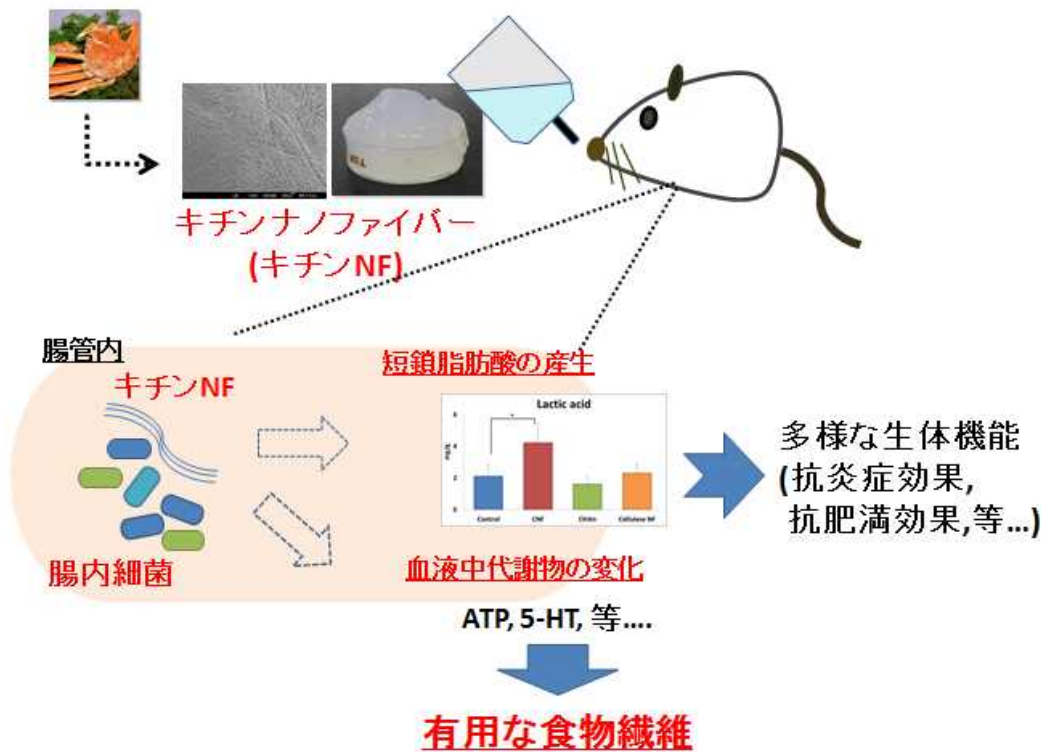 キチンナノファイバー
(キチンNF)
腸管内
キチンNF
腸内細菌
短鎖脂肪酸の産生
Lactic acid
6
4
2
0
*
Control
CNF
Chitin
Cellulose NF
血液中代謝物の変化
ATP, 5-HT, 等....
多様な生体機能
(抗炎症効果,
抗肥満効果,等…)
有用な食物繊維